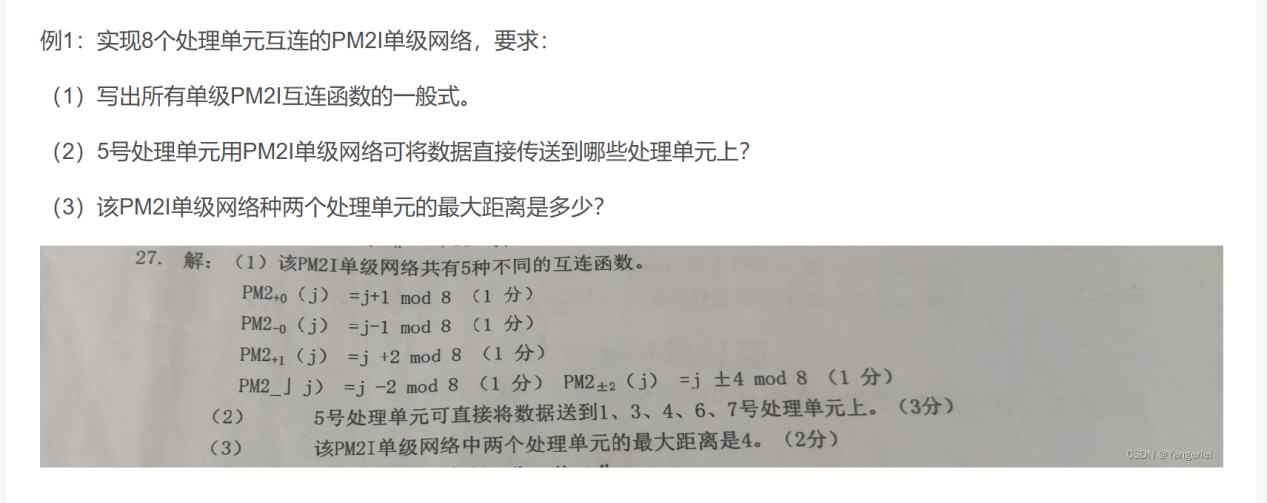 例1：实现8个处理单元互连的PM2I单级网络，要求：
（1）写出所有单级PM2I互连函数的一般式。
（2）5号处理单元用PM2I单级网络可将数据直接传送到哪些处理单元上？
（3）该PM2I单级网络种两个处理单元的最大距离是多少？
27. 解：（1）该PM2I单级网络共有5种不同的互连函数。
PM2+0（j） =j+1 mod 8 （1 分）
PM2-0（j） =j-1 mod 8 （1 分）
PM2+1（j） =j +2 mod 8 （1 分）
PM2_」j） =j -2 mod 8 （1 分） PM2±2（j） =j ±4 mod 8 （1 分）
（2） 5号处理单元可直接将数据送到1、3、4、6、7号处理单元上。（3分）
（3） 该PM2I单级网络中两个处理单元的最大距离是4。（2分）
CSDN @Yangerlei